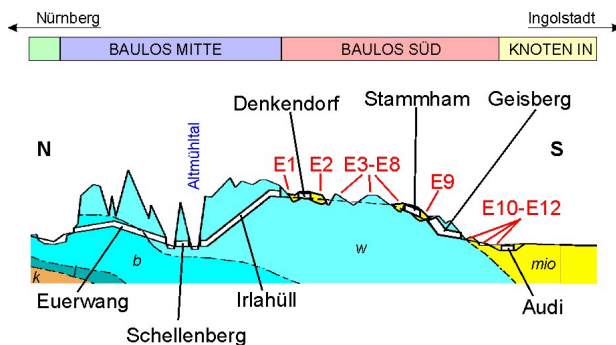 Nürnberg Ingolstadt
BAULOS MITTE BAULOS SÜD KNOTEN IN
Denkendorf Stammham Geisberg
N Altmühltal S
E1 E2 E3-E8 E9 E10-E12
k b w mio
Euerwang Schellenberg Irlahüll Audi